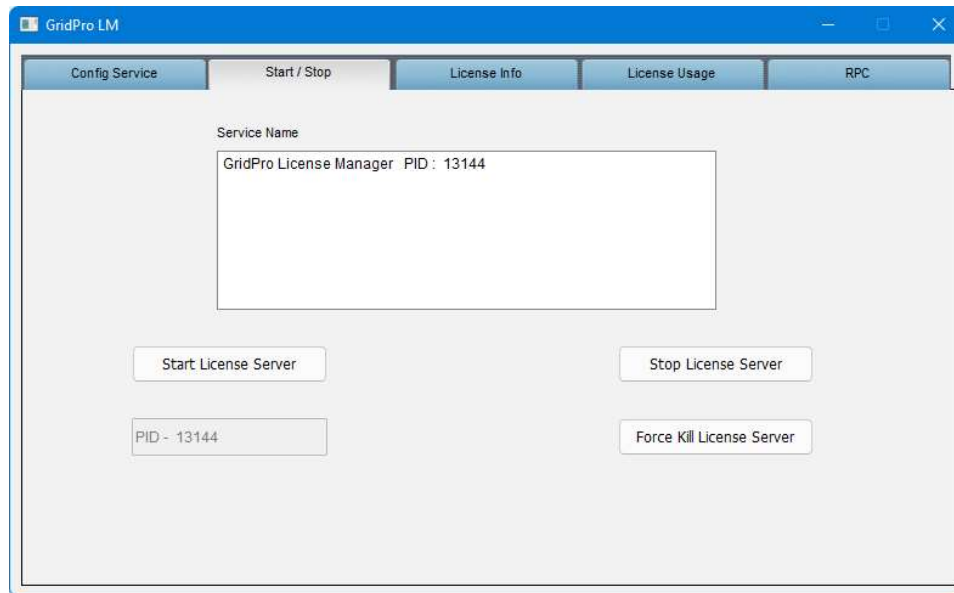 GridPro LM
Config Service
Start / Stop
License Info
License Usage
RPC
Service Name
GridPro License Manager PID : 13144
Start License Server
Stop License Server
PID - 13144
Force Kill License Server